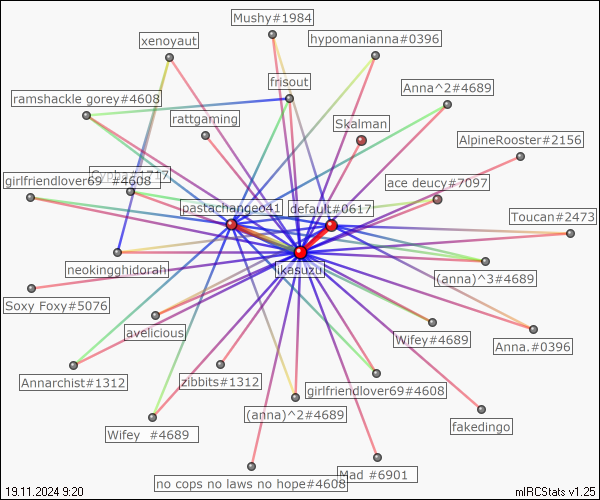 Mushy#1984
xenoyaut
hypomanianna#0396
frisout
Anna^2#4689
ramshackle gorey#4608
rattgaming
Skalman
AlpineRooster#2156
Cypha#1717
girlfriendlover69 #4608
ace deucy#7097
pastachangeo41
default#0617
Toucan#2473
neokingghidorah
ikasuzu
(anna)^3#4689
Soxy Foxy#5076
avelicious
Wifey#4689
Anna.#0396
Annarchist#1312
zibbits#1312
girlfriendlover69#4608
(anna)^2#4689
fakedingo
Wifey #4689
Mad #6901
no cops no laws no hope#4608
19.11.2024 9:20
mIRCStats v1.25